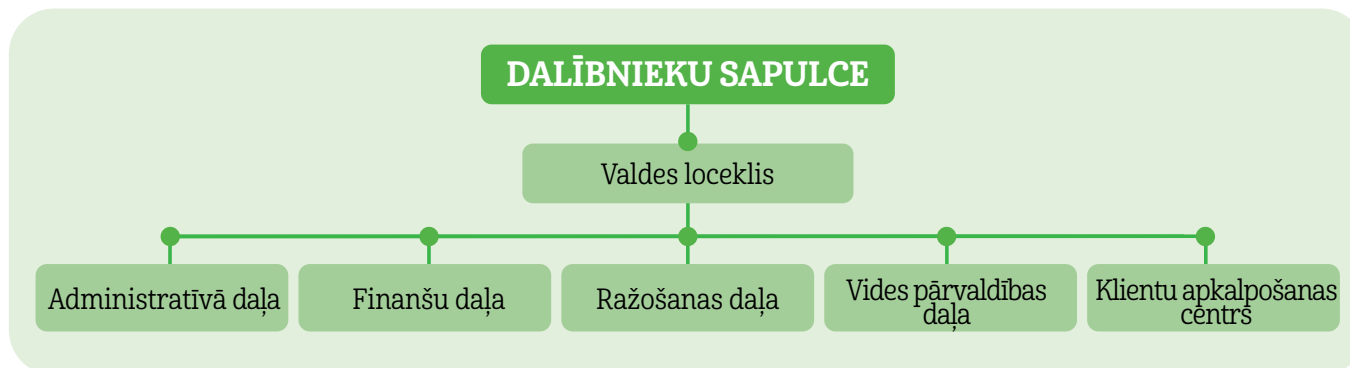 DALĪBNIEKU SAPULCE
Valdes loceklis
Administratīvā daļa
Finanšu daļa
Ražošanas daļa
Vides pārvaldības
daļa
Klientu apkalpošanas
centrs